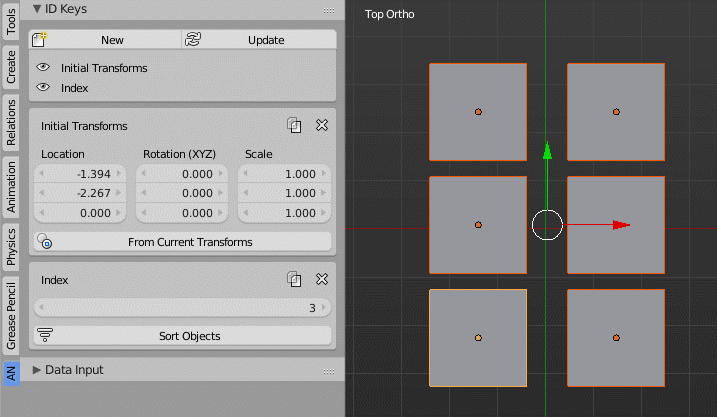 Tools
Create
Relations
Animation
Physics
Grease Pencil
AN
ID Keys
New Update
Initial Transforms
Index
Initial Transforms
Location Rotation (XYZ) Scale
-1.394 0.000 1.000
-2.267 0.000 1.000
0.000 0.000 1.000
From Current Transforms
Index
3
Sort Objects
Data Input
Top Ortho